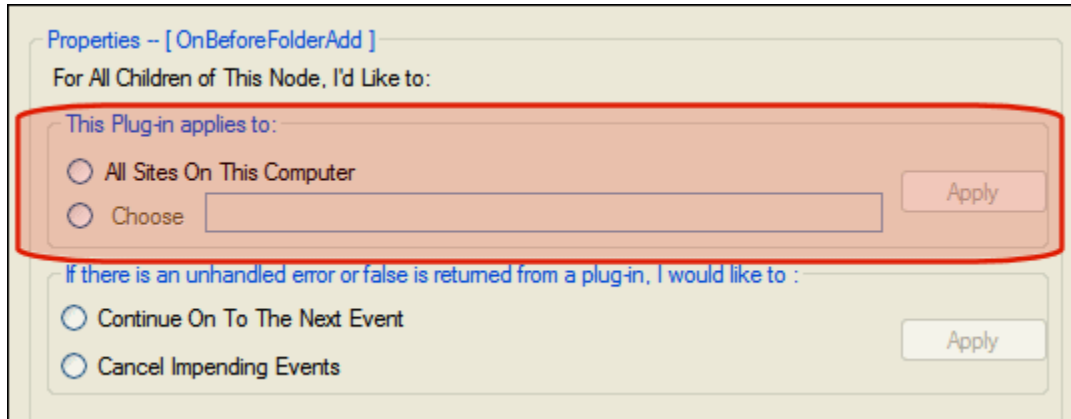 Properties -- [ OnBeforeFolderAdd ]
For All Children of This Node, I'd Like to:
This Plug-in applies to:
All Sites On This Computer
Choose
Apply
If there is an unhandled error or false is returned from a plug-in, I would like to :
Continue On To The Next Event
Apply
Cancel Impending Events